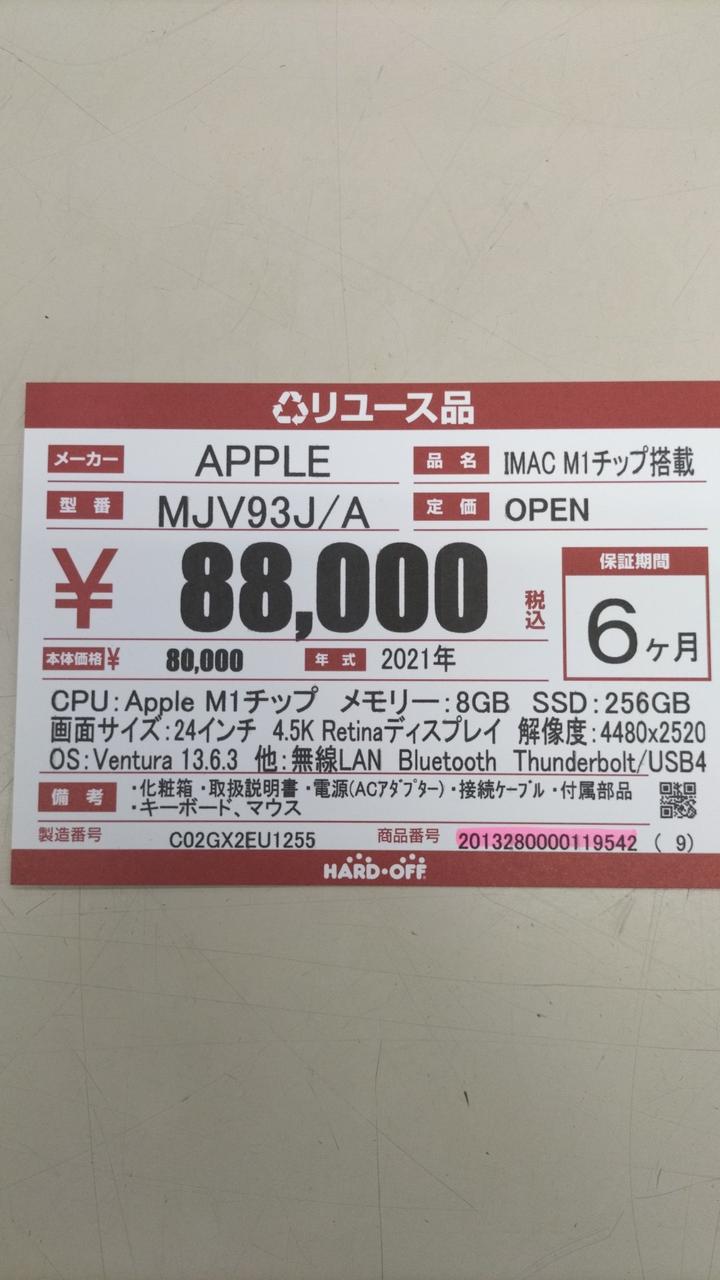 リユース品
メーカー APPLE 品名 IMAC M1チップ搭載
型番 MJV93J/A 定価 OPEN
¥ 88,000 税込 保証期間 6ヶ月
本体価格¥ 80,000 年式 2021年
CPU:Apple M1チップ メモリー:8GB SSD:256GB
画面サイズ:24インチ 4.5K Retinaディスプレイ 解像度:4480x2520
OS:Ventura 13.6.3 他:無線LAN Bluetooth Thunderbolt/USB4
備考 ・化粧箱・取扱説明書・電源(ACアダプター)・接続ケーブル・付属部品
・キーボード、マウス
製造番号 C02GX2EU1255 商品番号 2013280000119542 ( 9)
HARD・OFF